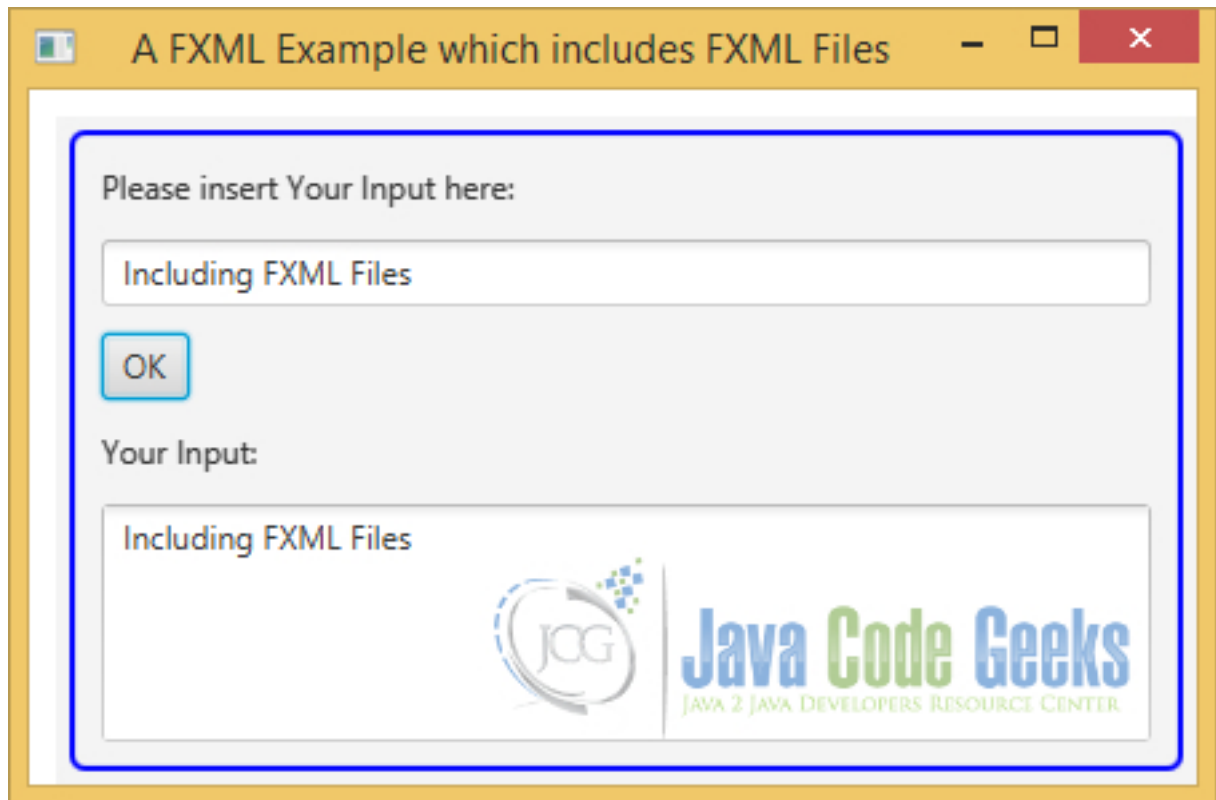 A FXML Example which includes FXML Files
Please insert Your Input here:
Including FXML Files
OK
Your Input:
Including FXML Files
JCG
Java Code Geeks
JAVA 2 JAVA DEVELOPERS RESOURCE CENTER